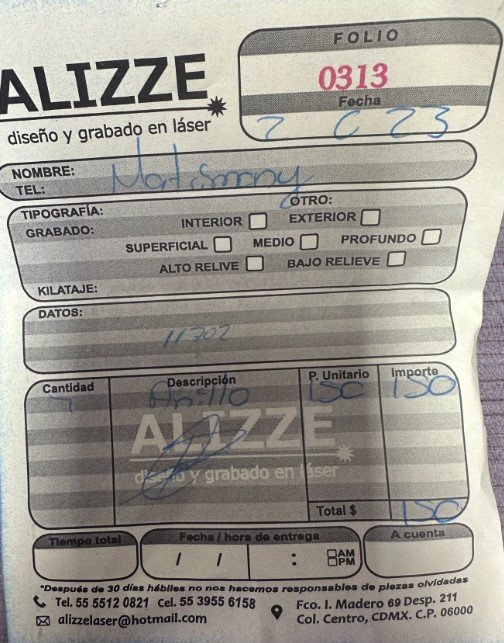 FOLIO
ALIZZE
0313
Fecha
diseño y grabado en láser
23
NOMBRE:
TEL:
TIPOGRAFÍA:
OTRO:
GRABADO:
INTERIOR
EXTERIOR
SUPERFICIAL
MEDIO
PROFUNDO
ALTO RELIVE
BAJO RELIEVE
KILATAJE:
DATOS:
11702
Cantidad
Descripción
P. Unitario
Importe
1
Anillo
150
150
ALIZZE
diseño y grabado en láser
Total $
150
Tiempo total
Fecha / hora de entrega
A cuenta
/ / :
AM
PM
*Después de 30 días hábiles no nos hacemos responsables de piezas olvidadas
Tel. 55 5512 0821 Cel. 55 3955 6158
Fco. I. Madero 69 Desp. 211
alizzelaser@hotmail.com
Col. Centro, CDMX. C.P. 06000